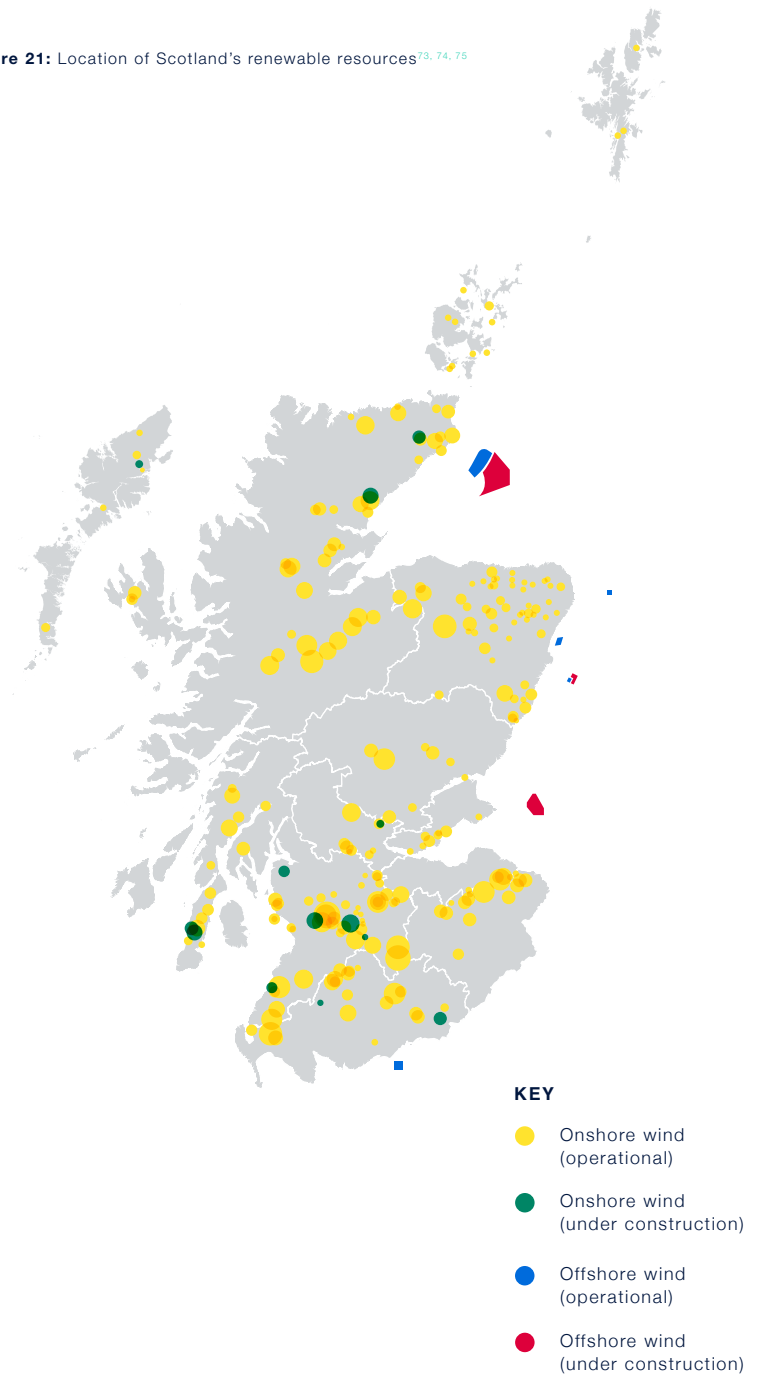 re 21: Location of Scotland's renewable resources73, 74, 75
KEY
Onshore wind
(operational)
Onshore wind
(under construction)
Offshore wind
(operational)
Offshore wind
(under construction)